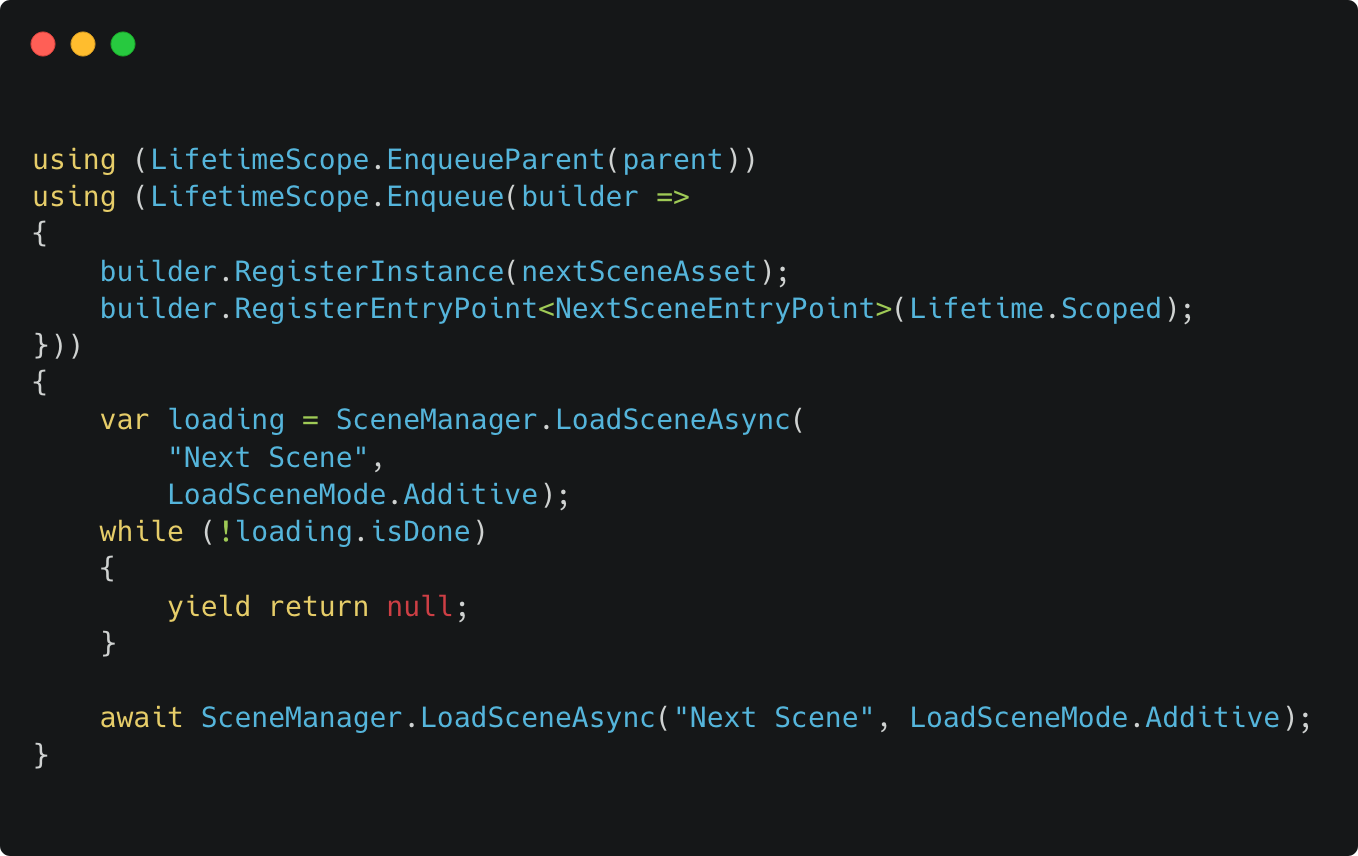 using (LifetimeScope.EnqueueParent(parent))
using (LifetimeScope.Enqueue(builder =>
{
    builder.RegisterInstance(nextSceneAsset);
    builder.RegisterEntryPoint<NextSceneEntryPoint>(Lifetime.Scoped);
}))
{
    var loading = SceneManager.LoadSceneAsync(
        "Next Scene",
        LoadSceneMode.Additive);
    while (!loading.isDone)
    {
        yield return null;
    }

    await SceneManager.LoadSceneAsync("Next Scene", LoadSceneMode.Additive);
}